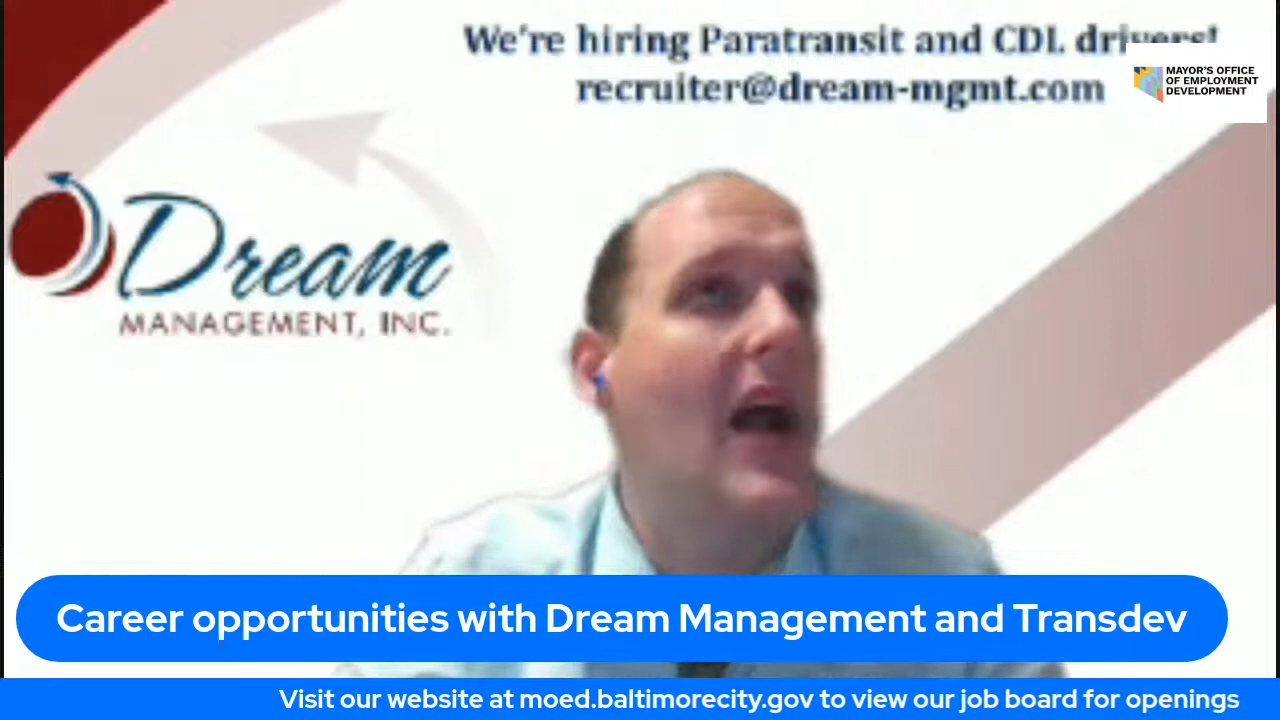 We're hiring Paratransit and CDL drivers!
recruiter@dream-mgmt.com
MAYOR'S OFFICE
OF EMPLOYMENT
DEVELOPMENT
Dream
MANAGEMENT, INC.
Career opportunities with Dream Management and Transdev
Visit our website at moed.baltimorecity.gov to view our job board for openings